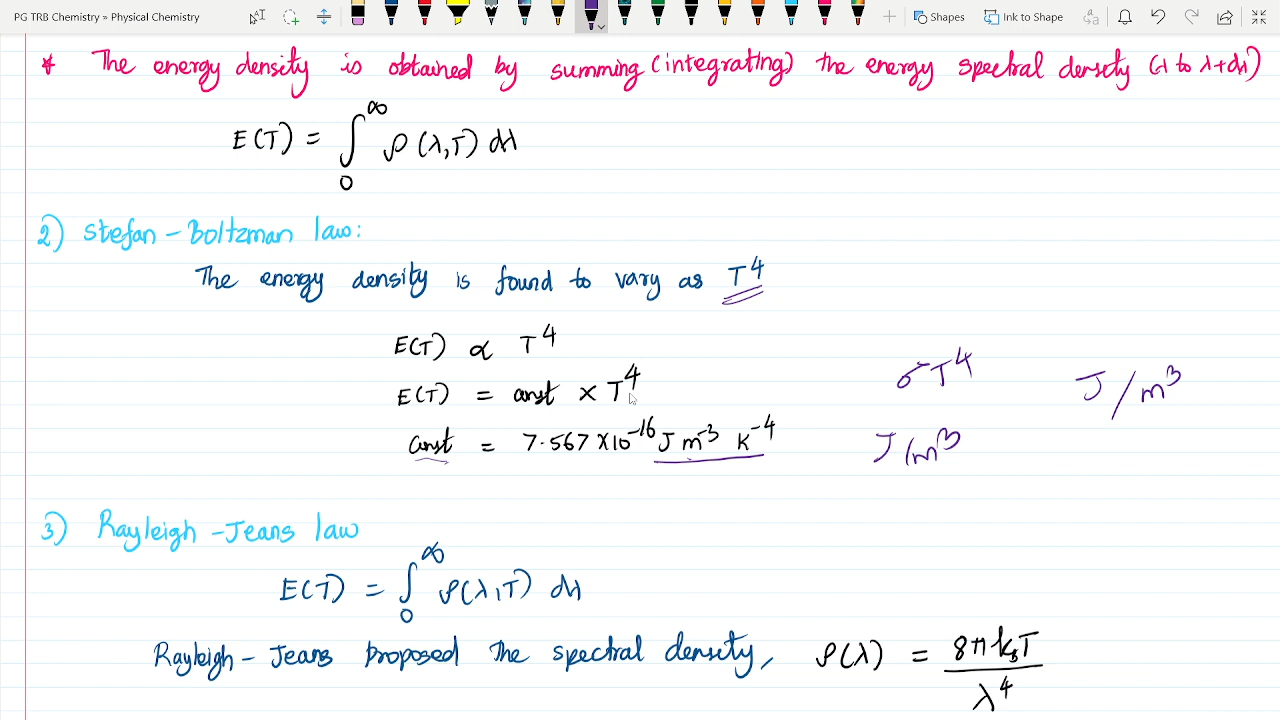 PG TRB Chemistry » Physical Chemistry
Shapes Ink to Shape
* The energy density is obtained by summing (integrating) the energy spectral density (λ to λ+dλ)
E(T) = ∫₀^∞ ρ(λ,T) dλ
2) Stefan – Boltzman law:
The energy density is found to vary as T⁴
E(T) ∝ T⁴
E(T) = const × T⁴
σT⁴ J/m³
const = 7.567 ×10⁻¹⁶ J m⁻³ K⁻⁴
J/m³
3) Rayleigh – Jeans law
E(T) = ∫₀^∞ ρ(λ,T) dλ
Rayleigh – Jeans proposed the spectral density, ρ(λ) = 8πk_BT / λ⁴